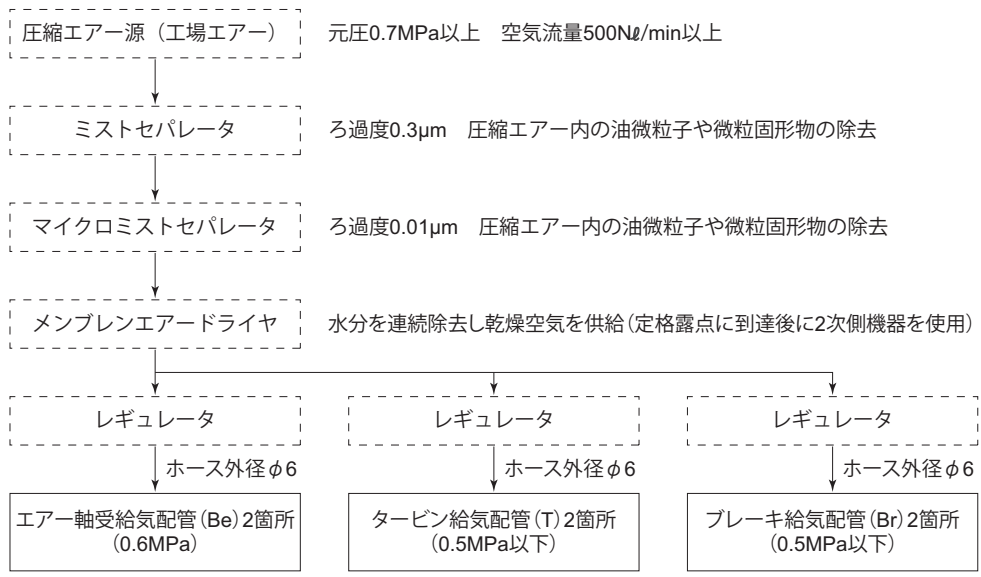 圧縮エアー源（工場エアー）　元圧0.7MPa以上　空気流量500Nℓ/min以上
ミストセパレータ　ろ過度0.3μm　圧縮エアー内の油微粒子や微粒固形物の除去
マイクロミストセパレータ　ろ過度0.01μm　圧縮エアー内の油微粒子や微粒固形物の除去
メンブレンエアードライヤ　水分を連続除去し乾燥空気を供給（定格露点に到達後に2次側機器を使用）
レギュレータ　レギュレータ　レギュレータ
ホース外径φ6　ホース外径φ6　ホース外径φ6
エアー軸受給気配管（Be）2箇所　タービン給気配管（T）2箇所　ブレーキ給気配管（Br）2箇所
（0.6MPa）　（0.5MPa以下）　（0.5MPa以下）